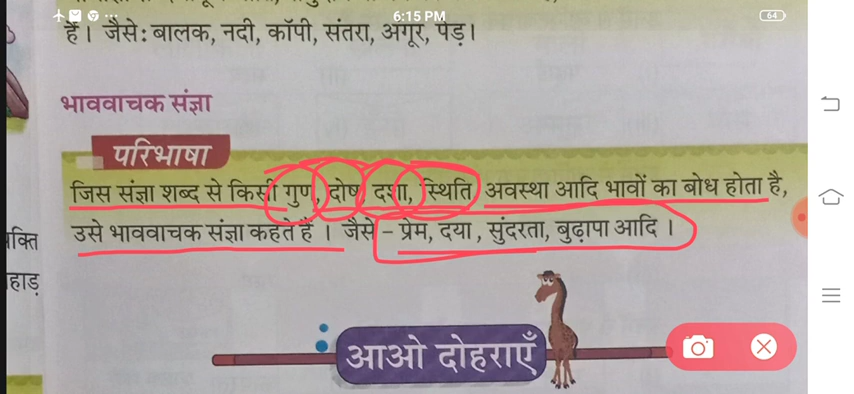 6:15 PM
64
हैं। जैसे: बालक, नदी, कॉपी, संतरा, अंगूर, पेड़।
भाववाचक संज्ञा
परिभाषा
जिस संज्ञा शब्द से किसी गुण, दोष, दशा, स्थिति अवस्था आदि भावों का बोध होता है,
उसे भाववाचक संज्ञा कहते हैं । जैसे – प्रेम, दया , सुंदरता, बुढ़ापा आदि ।
हाड़
आओ दोहराएँ